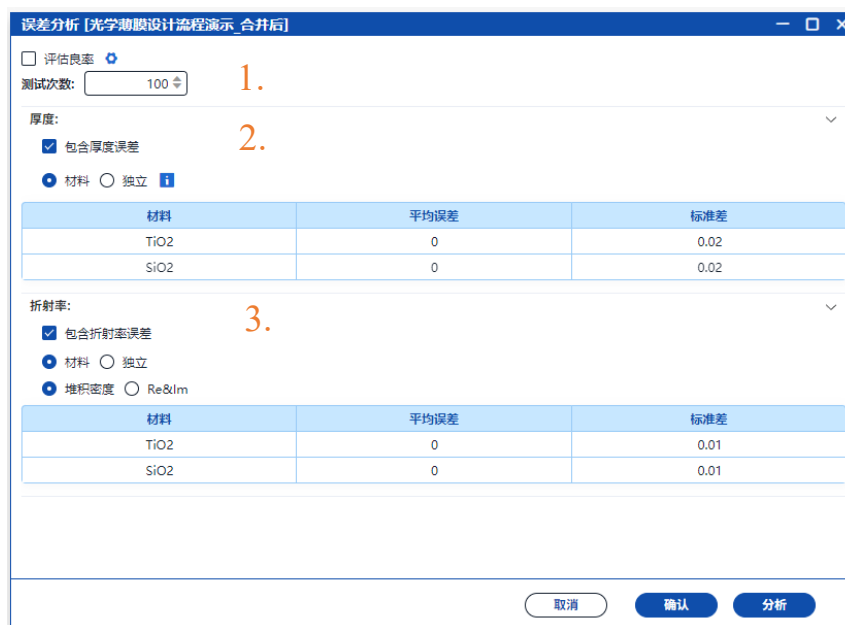 误差分析 [光学薄膜设计流程演示_合并后]
评估良率
测试次数: 100 1.
厚度:
包含厚度误差 2.
材料 独立 i
材料 平均误差 标准差
TiO2 0 0.02
SiO2 0 0.02
折射率:
包含折射率误差 3.
材料 独立
堆积密度 Re&Im
材料 平均误差 标准差
TiO2 0 0.01
SiO2 0 0.01
取消 确认 分析